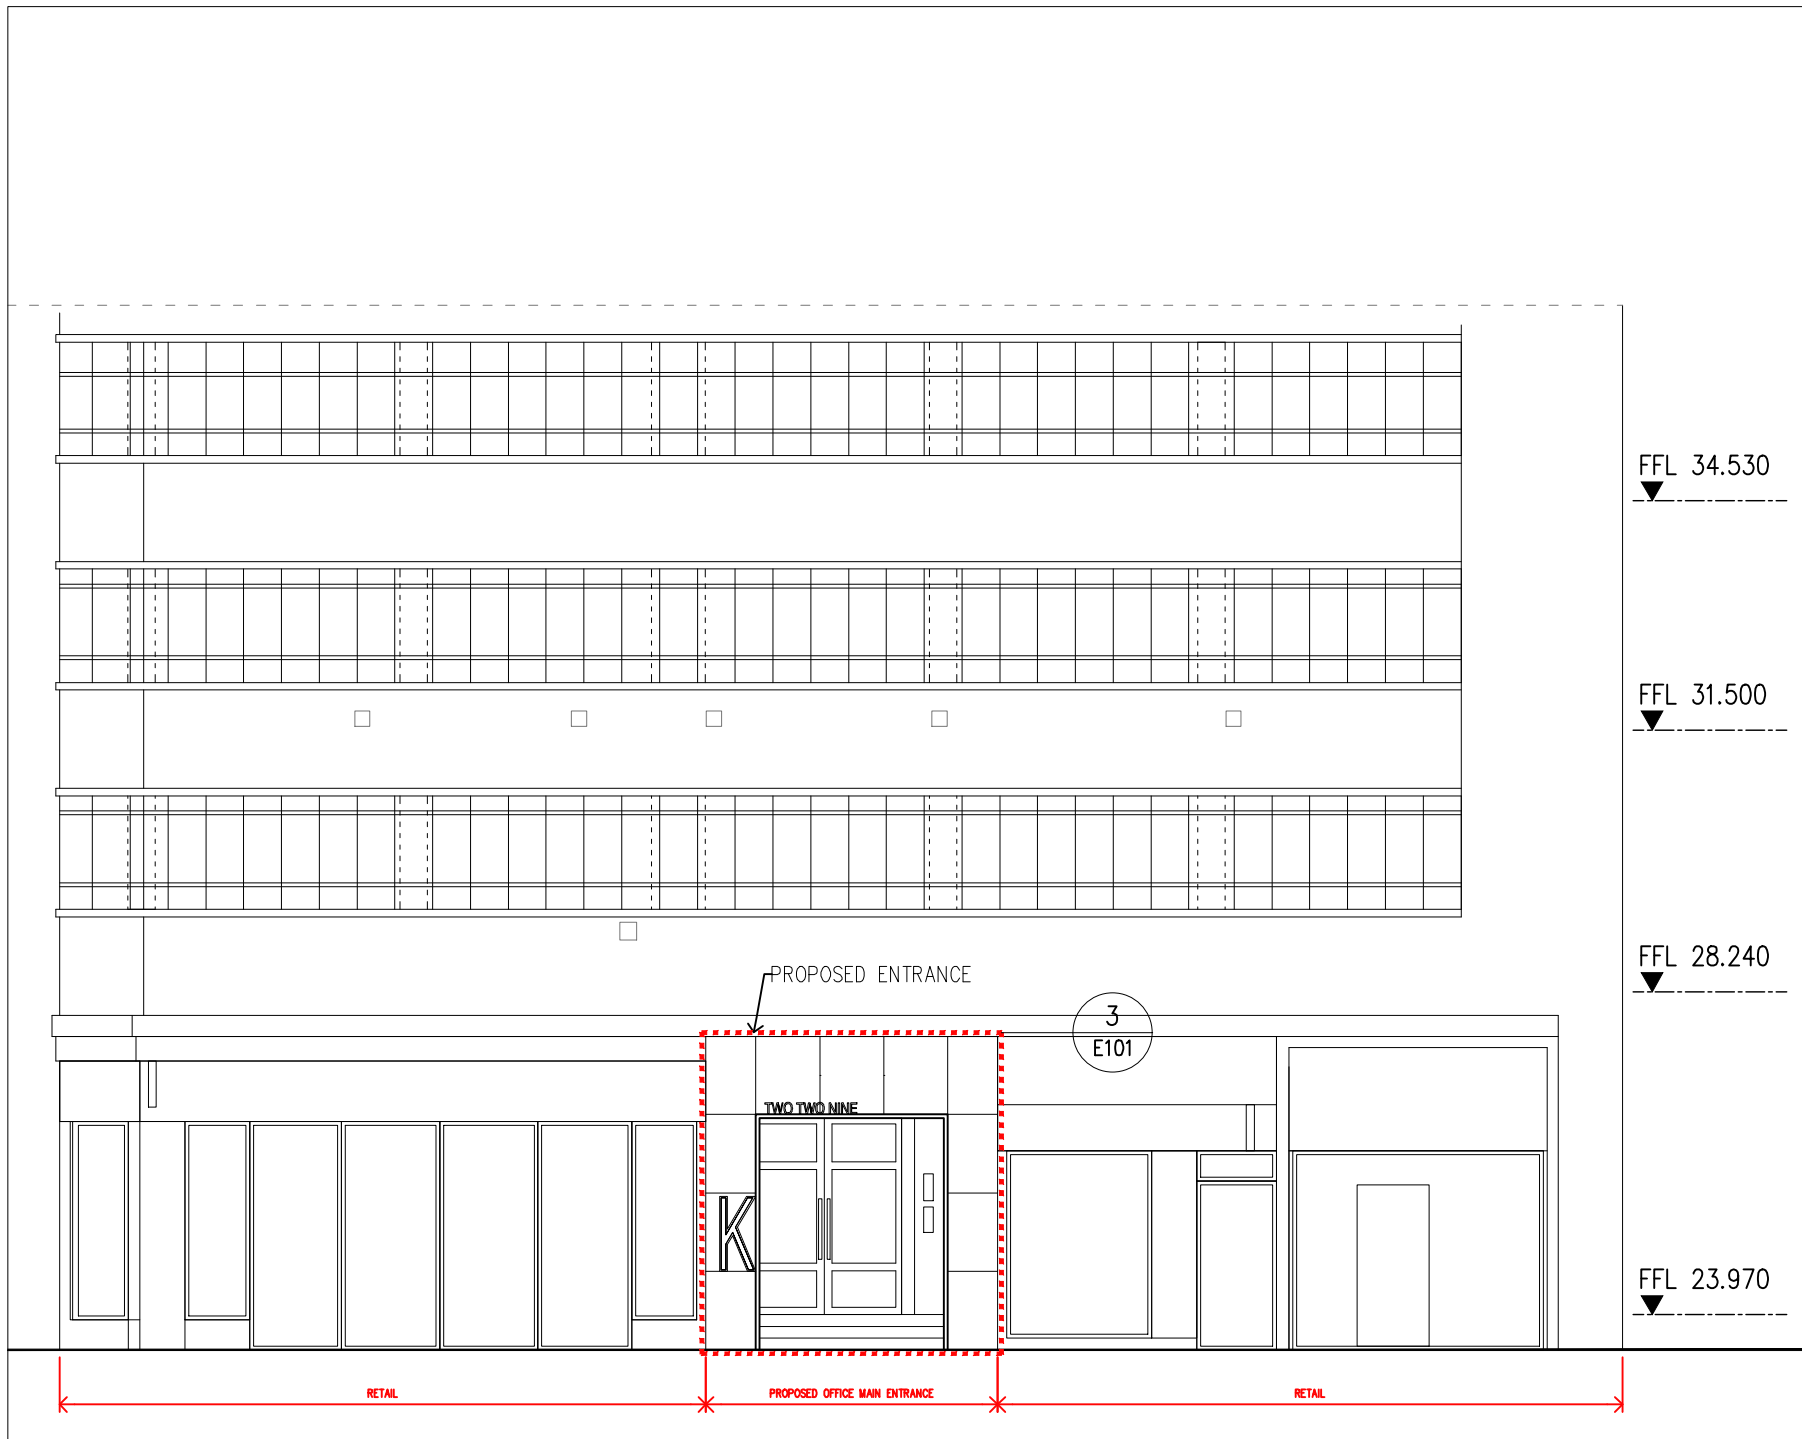 FFL 34.530
FFL 31.500
FFL 28.240
PROPOSED ENTRANCE
3
E101
TWO TWO NINE
K
FFL 23.970
RETAIL
PROPOSED OFFICE MAIN ENTRANCE
RETAIL